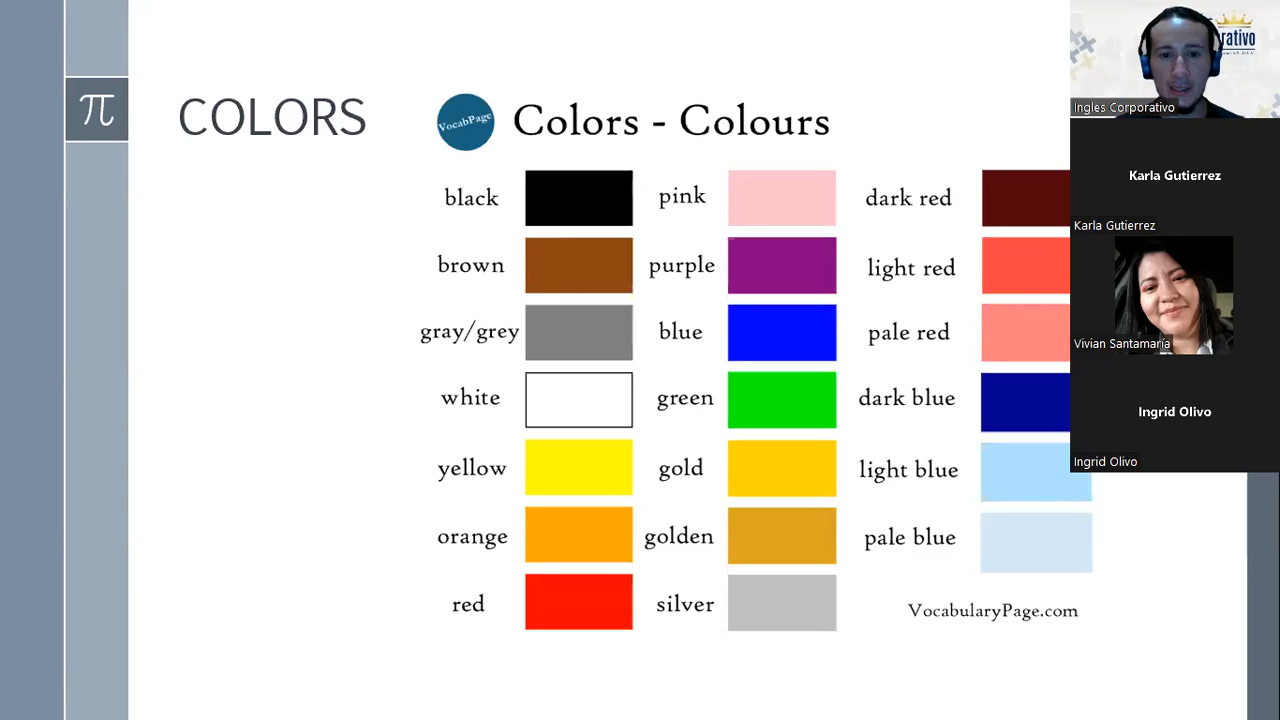 π
COLORS
VocabPage
Colors - Colours
black
brown
gray/grey
white
yellow
orange
red
pink
purple
blue
green
gold
golden
silver
dark red
light red
pale red
dark blue
light blue
pale blue
VocabularyPage.com
rativo
Ingles Corporativo
Karla Gutierrez
Karla Gutierrez
Vivian Santamaría
Ingrid Olivo
Ingrid Olivo